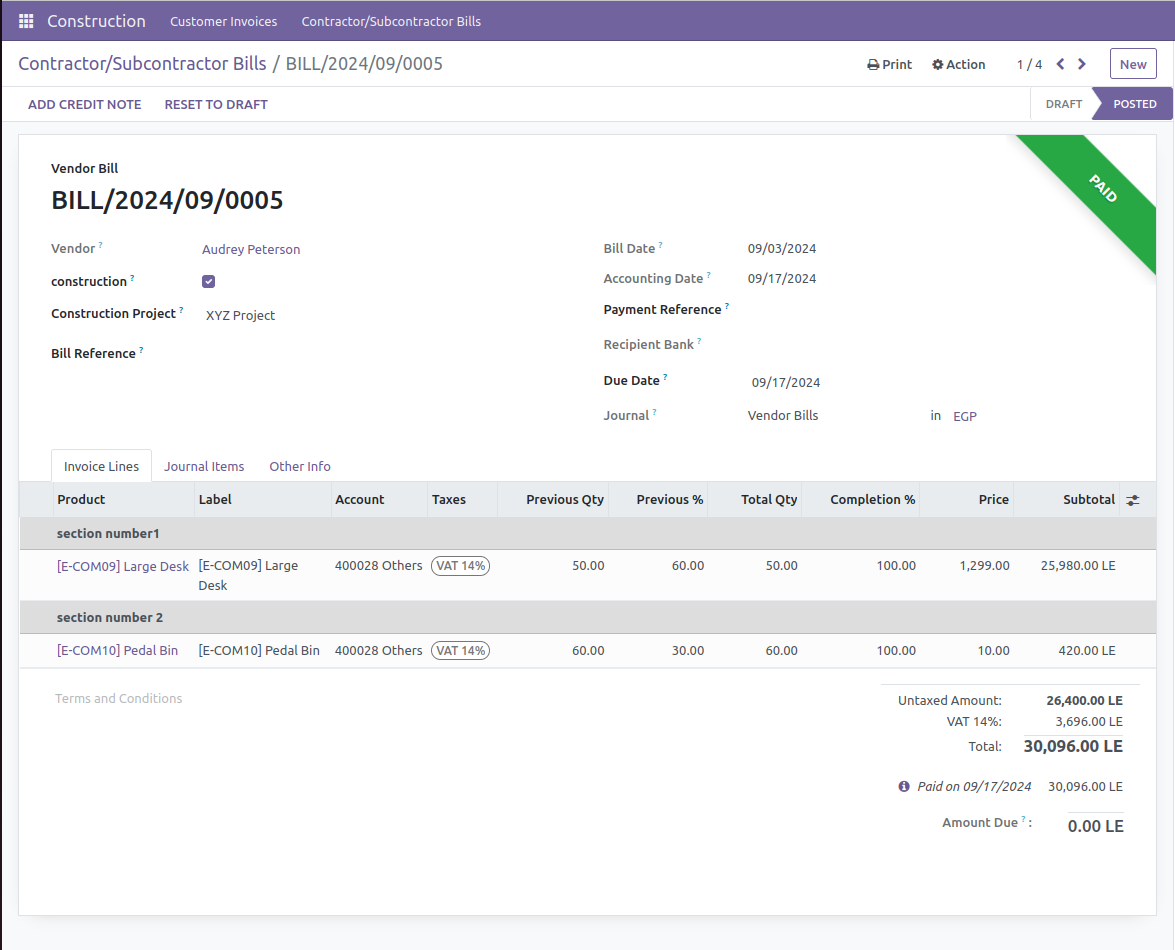 Construction Customer Invoices Contractor/Subcontractor Bills
Contractor/Subcontractor Bills / BILL/2024/09/0005 Print Action 1 / 4 New
ADD CREDIT NOTE RESET TO DRAFT DRAFT POSTED
PAID
Vendor Bill
BILL/2024/09/0005
Vendor ? Audrey Peterson Bill Date ? 09/03/2024
construction ? Accounting Date ? 09/17/2024
Construction Project ? XYZ Project Payment Reference ?
Bill Reference ? Recipient Bank ?
Due Date ? 09/17/2024
Journal ? Vendor Bills in EGP
Invoice Lines Journal Items Other Info
Product Label Account Taxes Previous Qty Previous % Total Qty Completion % Price Subtotal
section number1
[E-COM09] Large Desk [E-COM09] Large 400028 Others VAT 14% 50.00 60.00 50.00 100.00 1,299.00 25,980.00 LE
Desk
section number 2
[E-COM10] Pedal Bin [E-COM10] Pedal Bin 400028 Others VAT 14% 60.00 30.00 60.00 100.00 10.00 420.00 LE
Terms and Conditions Untaxed Amount: 26,400.00 LE
VAT 14%: 3,696.00 LE
Total: 30,096.00 LE
Paid on 09/17/2024 30,096.00 LE
Amount Due ? : 0.00 LE